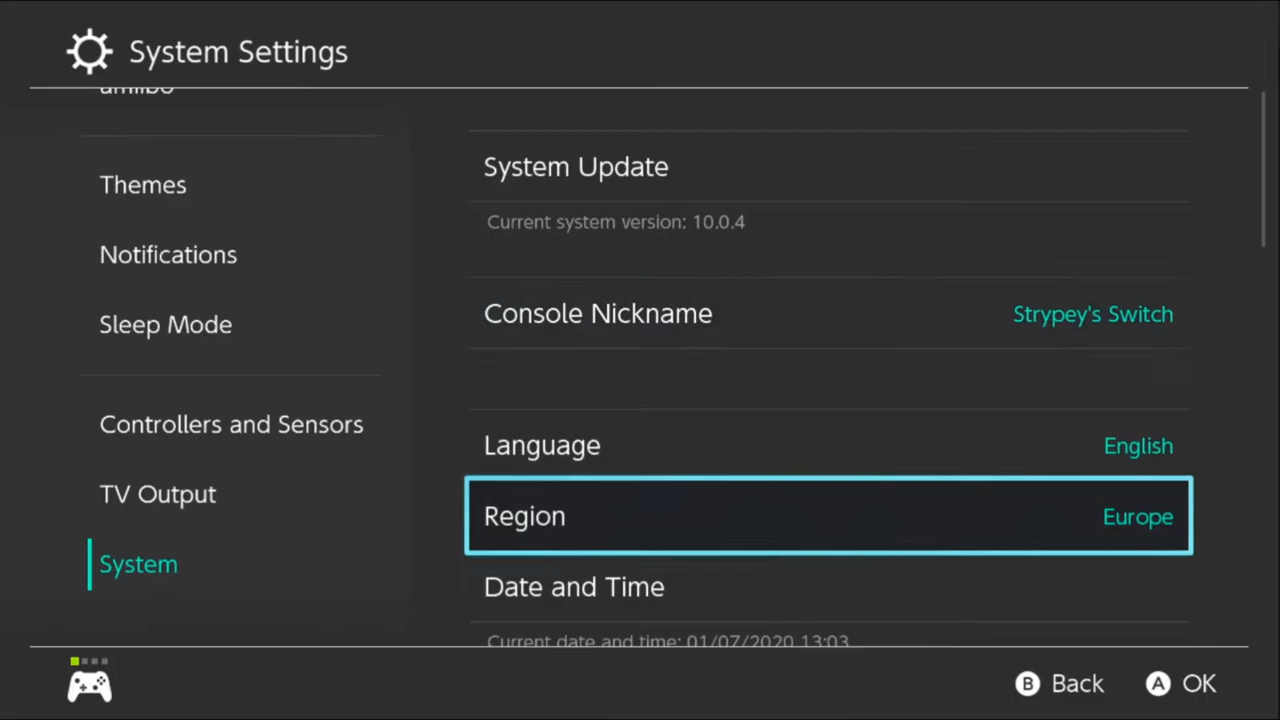 System Settings
amiibo
Themes
Notifications
Sleep Mode
Controllers and Sensors
TV Output
System
System Update
Current system version: 10.0.4
Console Nickname Strypey's Switch
Language English
Region Europe
Date and Time
Current date and time: 01/07/2020 13:03
B Back A OK